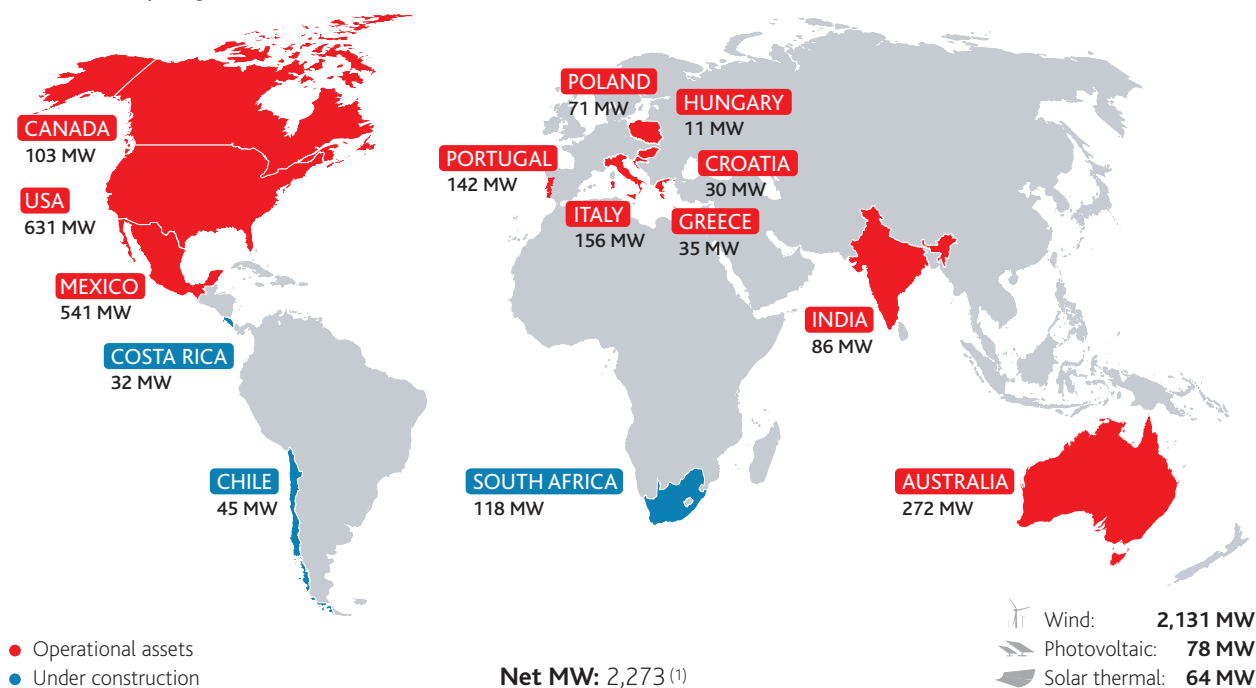 POLAND
71 MW
HUNGARY
11 MW
CANADA
103 MW
PORTUGAL
142 MW
CROATIA
30 MW
USA
631 MW
ITALY
156 MW
GREECE
35 MW
MEXICO
541 MW
INDIA
86 MW
COSTA RICA
32 MW
CHILE
45 MW
SOUTH AFRICA
118 MW
AUSTRALIA
272 MW
Operational assets
Under construction
Net MW: 2,273 (1)
Wind: 2,131 MW
Photovoltaic: 78 MW
Solar thermal: 64 MW